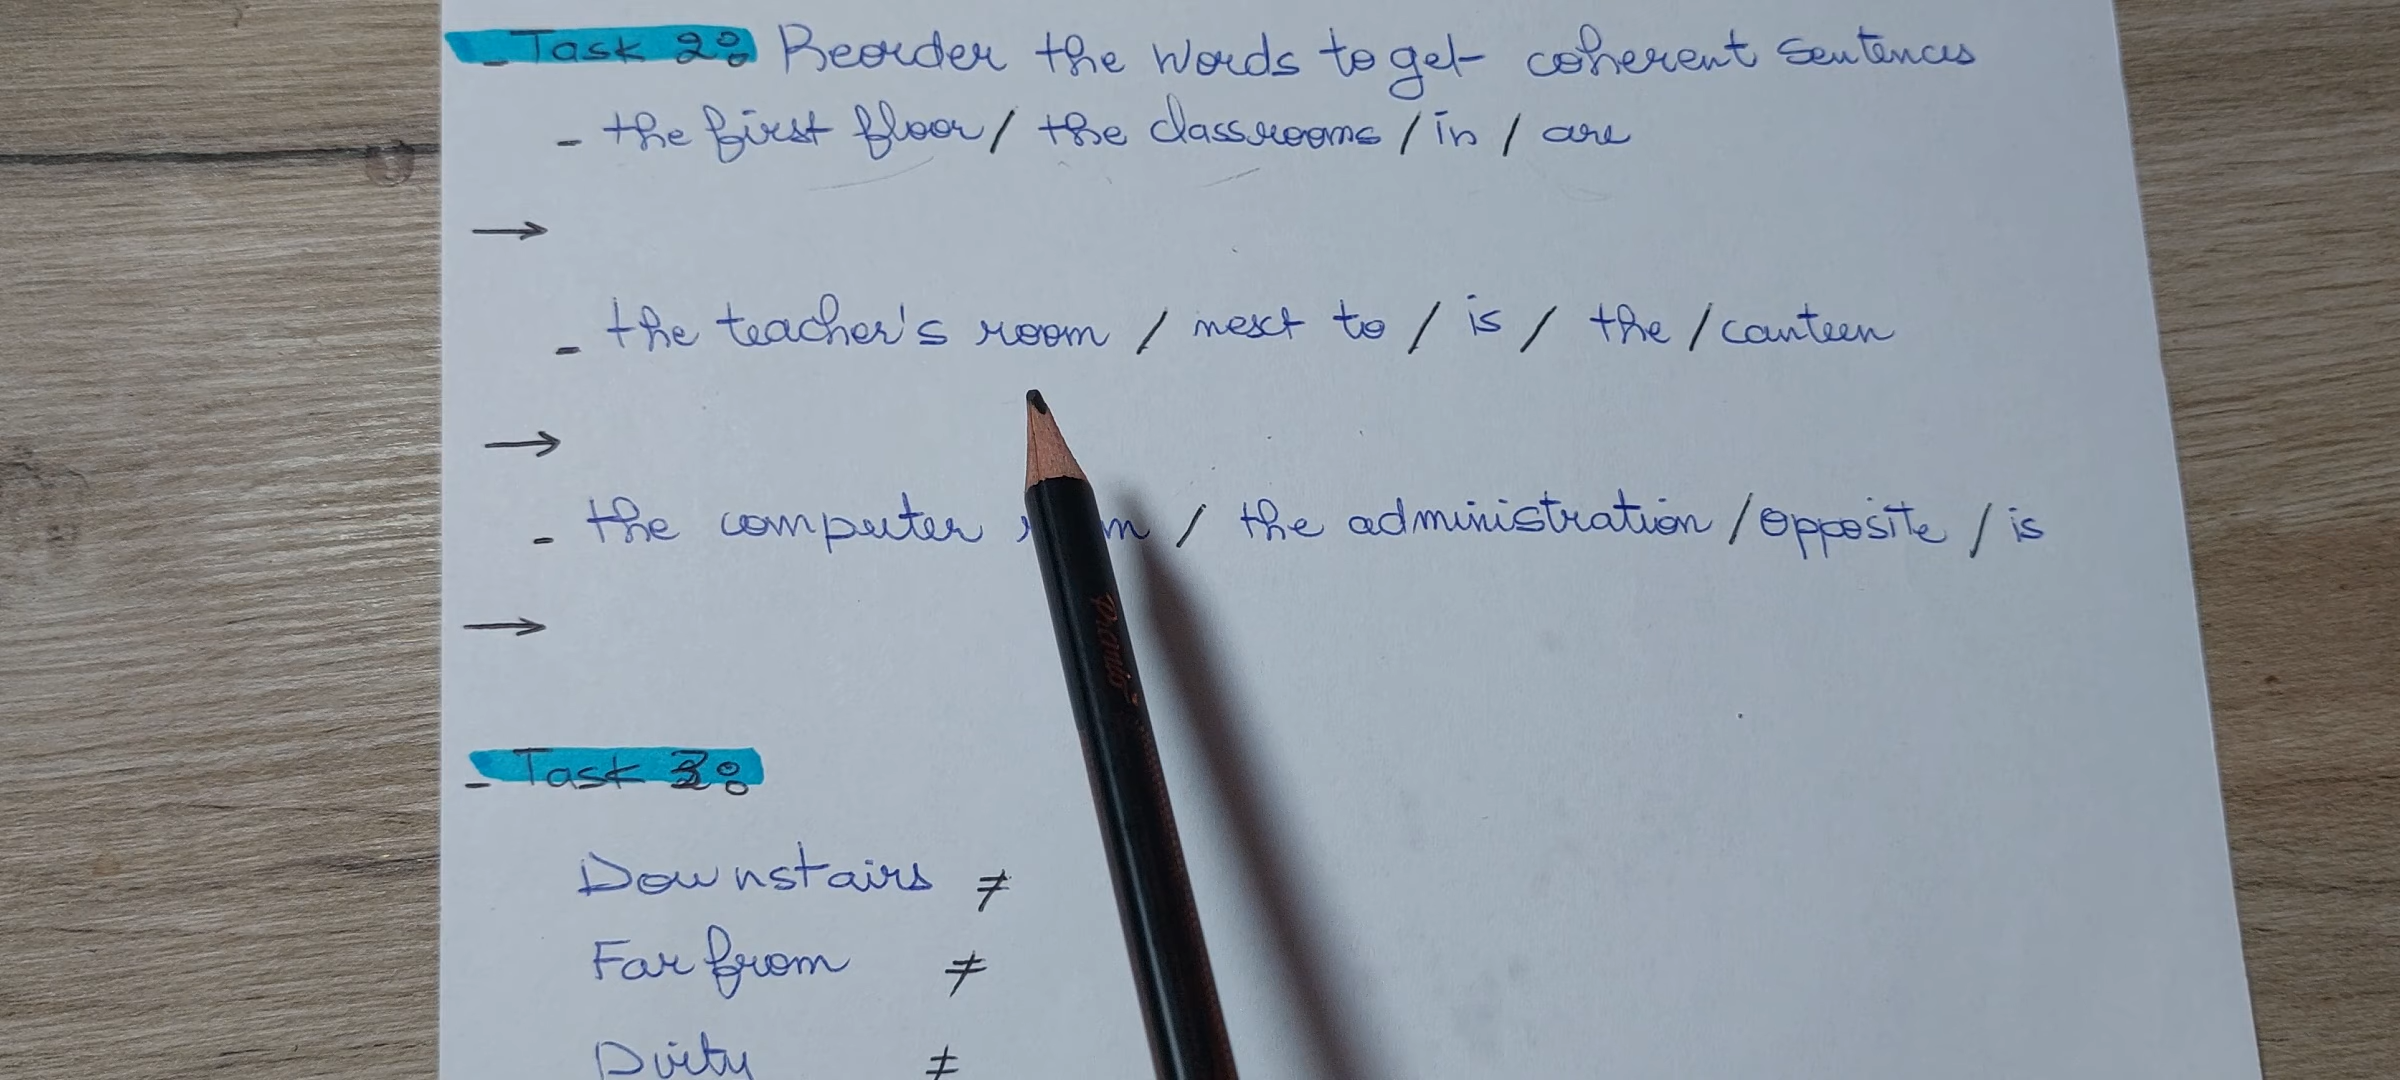 - Task 2: Reorder the words to get coherent sentences
- the first floor / the classrooms / in / are
→
- the teacher's room / next to / is / the / canteen
→
- the computer / the administration / opposite / is
→
- Task 3:
Downstairs ≠
Far from ≠
Dirty ≠